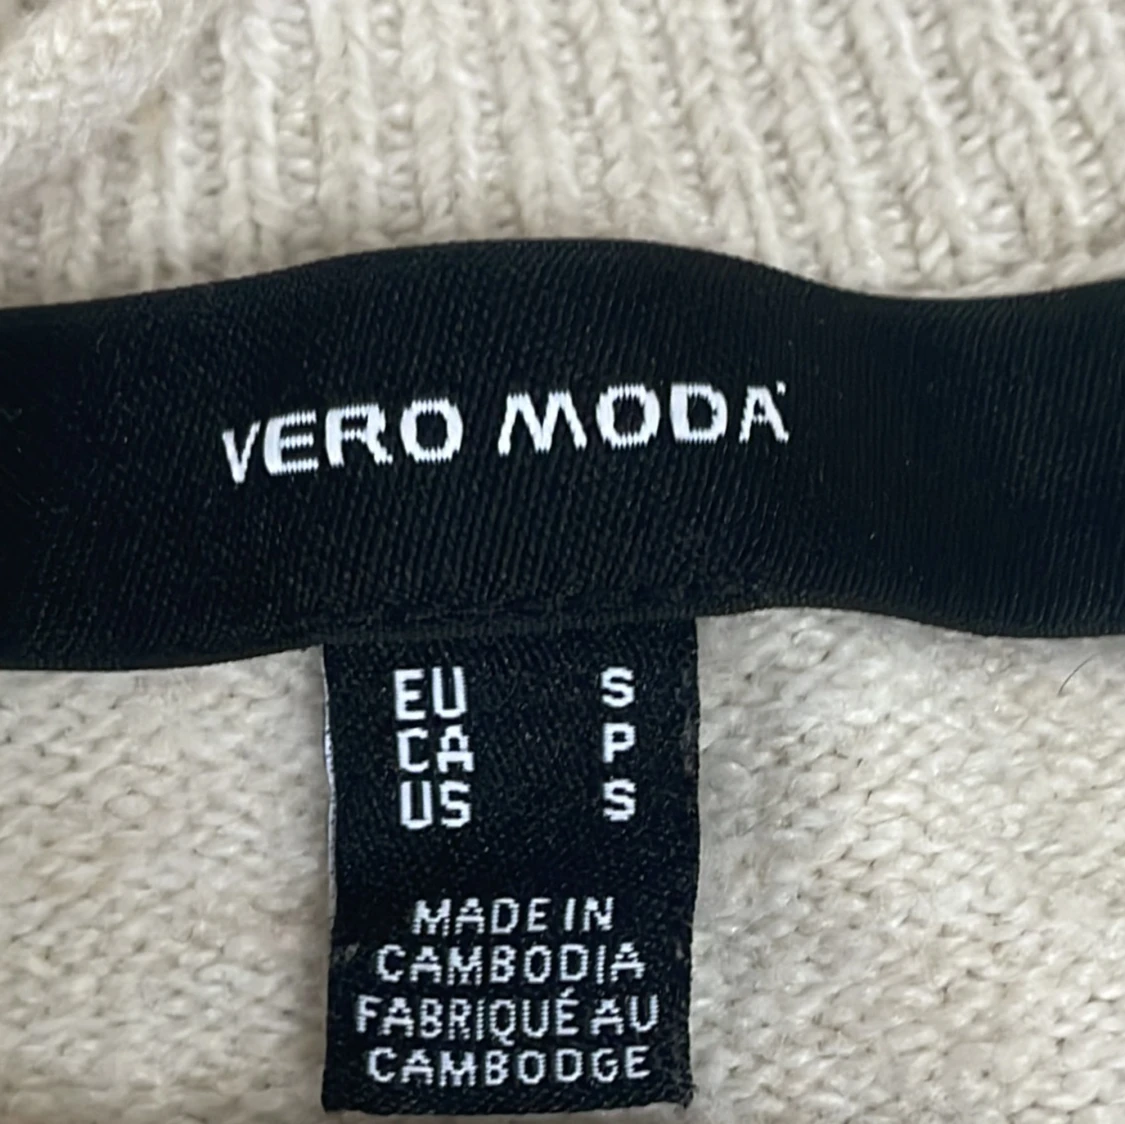 VERO MODA
EU S
CA P
US S
MADE IN
CAMBODIA
FABRIQUÉ AU
CAMBODGE